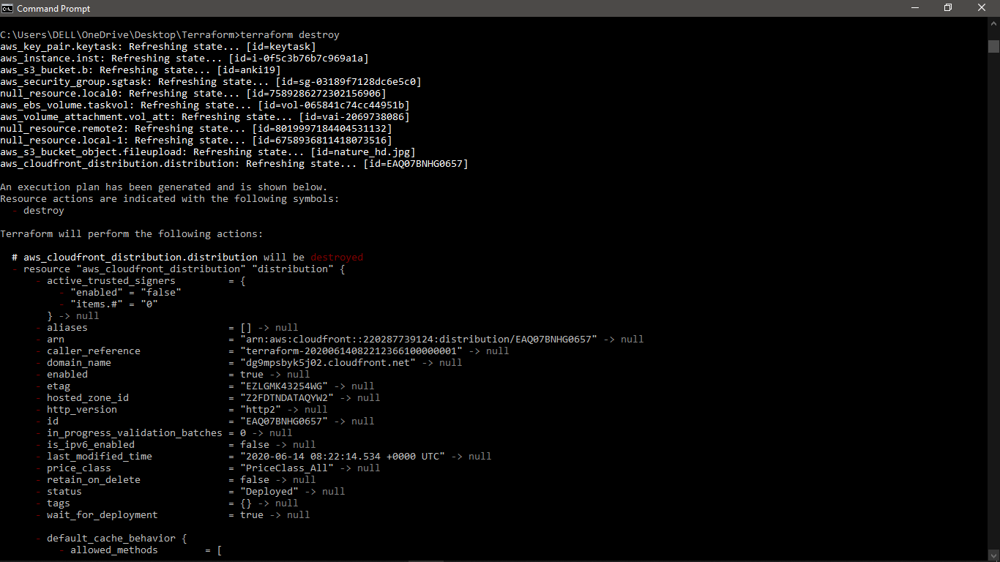 Command Prompt
C:\Users\DELL\OneDrive\Desktop\Terraform>terraform destroy
aws_key_pair.keytask: Refreshing state... [id=keytask]
aws_instance.inst: Refreshing state... [id=i-0f5c3b76b7c969a1a]
aws_s3_bucket.b: Refreshing state... [id=anki19]
aws_security_group.sgtask: Refreshing state... [id=sg-03189f7128dc6e5c0]
null_resource.local0: Refreshing state... [id=7589286272302156906]
aws_ebs_volume.taskvol: Refreshing state... [id=vol-065841c74cc44951b]
aws_volume_attachment.vol_att: Refreshing state... [id=vai-2069738086]
null_resource.remote2: Refreshing state... [id=8019997184404531132]
null_resource.local-1: Refreshing state... [id=6758936811418073516]
aws_s3_bucket_object.fileupload: Refreshing state... [id=nature_hd.jpg]
aws_cloudfront_distribution.distribution: Refreshing state... [id=EAQ07BNHG0657]
An execution plan has been generated and is shown below.
Resource actions are indicated with the following symbols:
  - destroy
Terraform will perform the following actions:
  # aws_cloudfront_distribution.distribution will be destroyed
  - resource "aws_cloudfront_distribution" "distribution" {
      - active_trusted_signers         = {
          - "enabled" = "false"
          - "items.#" = "0"
        } -> null
      - aliases                        = [] -> null
      - arn                            = "arn:aws:cloudfront::220287739124:distribution/EAQ07BNHG0657" -> null
      - caller_reference               = "terraform-20200614082212366100000001" -> null
      - domain_name                    = "dg9mpsbyk5j02.cloudfront.net" -> null
      - enabled                        = true -> null
      - etag                           = "EZLGMK43254WG" -> null
      - hosted_zone_id                 = "Z2FDTNDATAQYW2" -> null
      - http_version                   = "http2" -> null
      - id                             = "EAQ07BNHG0657" -> null
      - in_progress_validation_batches = 0 -> null
      - is_ipv6_enabled                = false -> null
      - last_modified_time             = "2020-06-14 08:22:14.534 +0000 UTC" -> null
      - price_class                    = "PriceClass_All" -> null
      - retain_on_delete               = false -> null
      - status                         = "Deployed" -> null
      - tags                           = {} -> null
      - wait_for_deployment            = true -> null
      - default_cache_behavior {
          - allowed_methods        = [